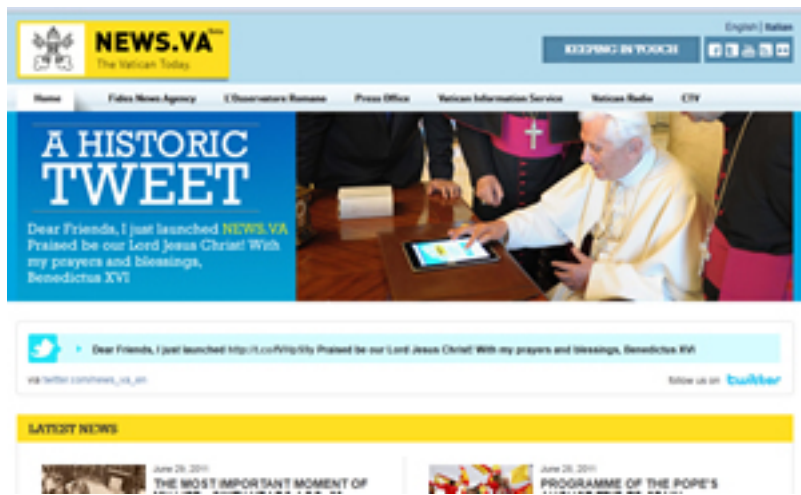 NEWS.VA Beta
The Vatican Today.
English | Italian
KEEPING IN TOUCH
Home Fides News Agency L'Osservatore Romano Press Office Vatican Information Service Vatican Radio CTV
A HISTORIC
TWEET
Dear Friends, I just launched NEWS.VA
Praised be our Lord Jesus Christ! With
my prayers and blessings,
Benedictus XVI
Dear Friends, I just launched Praised be our Lord Jesus Christ! With my prayers and blessings, Benedictus XVI
via twitter.com/news_va_en
follow us on twitter
LATEST NEWS
June 29, 2011
THE MOST IMPORTANT MOMENT OF
June 28, 2011
PROGRAMME OF THE POPE'S